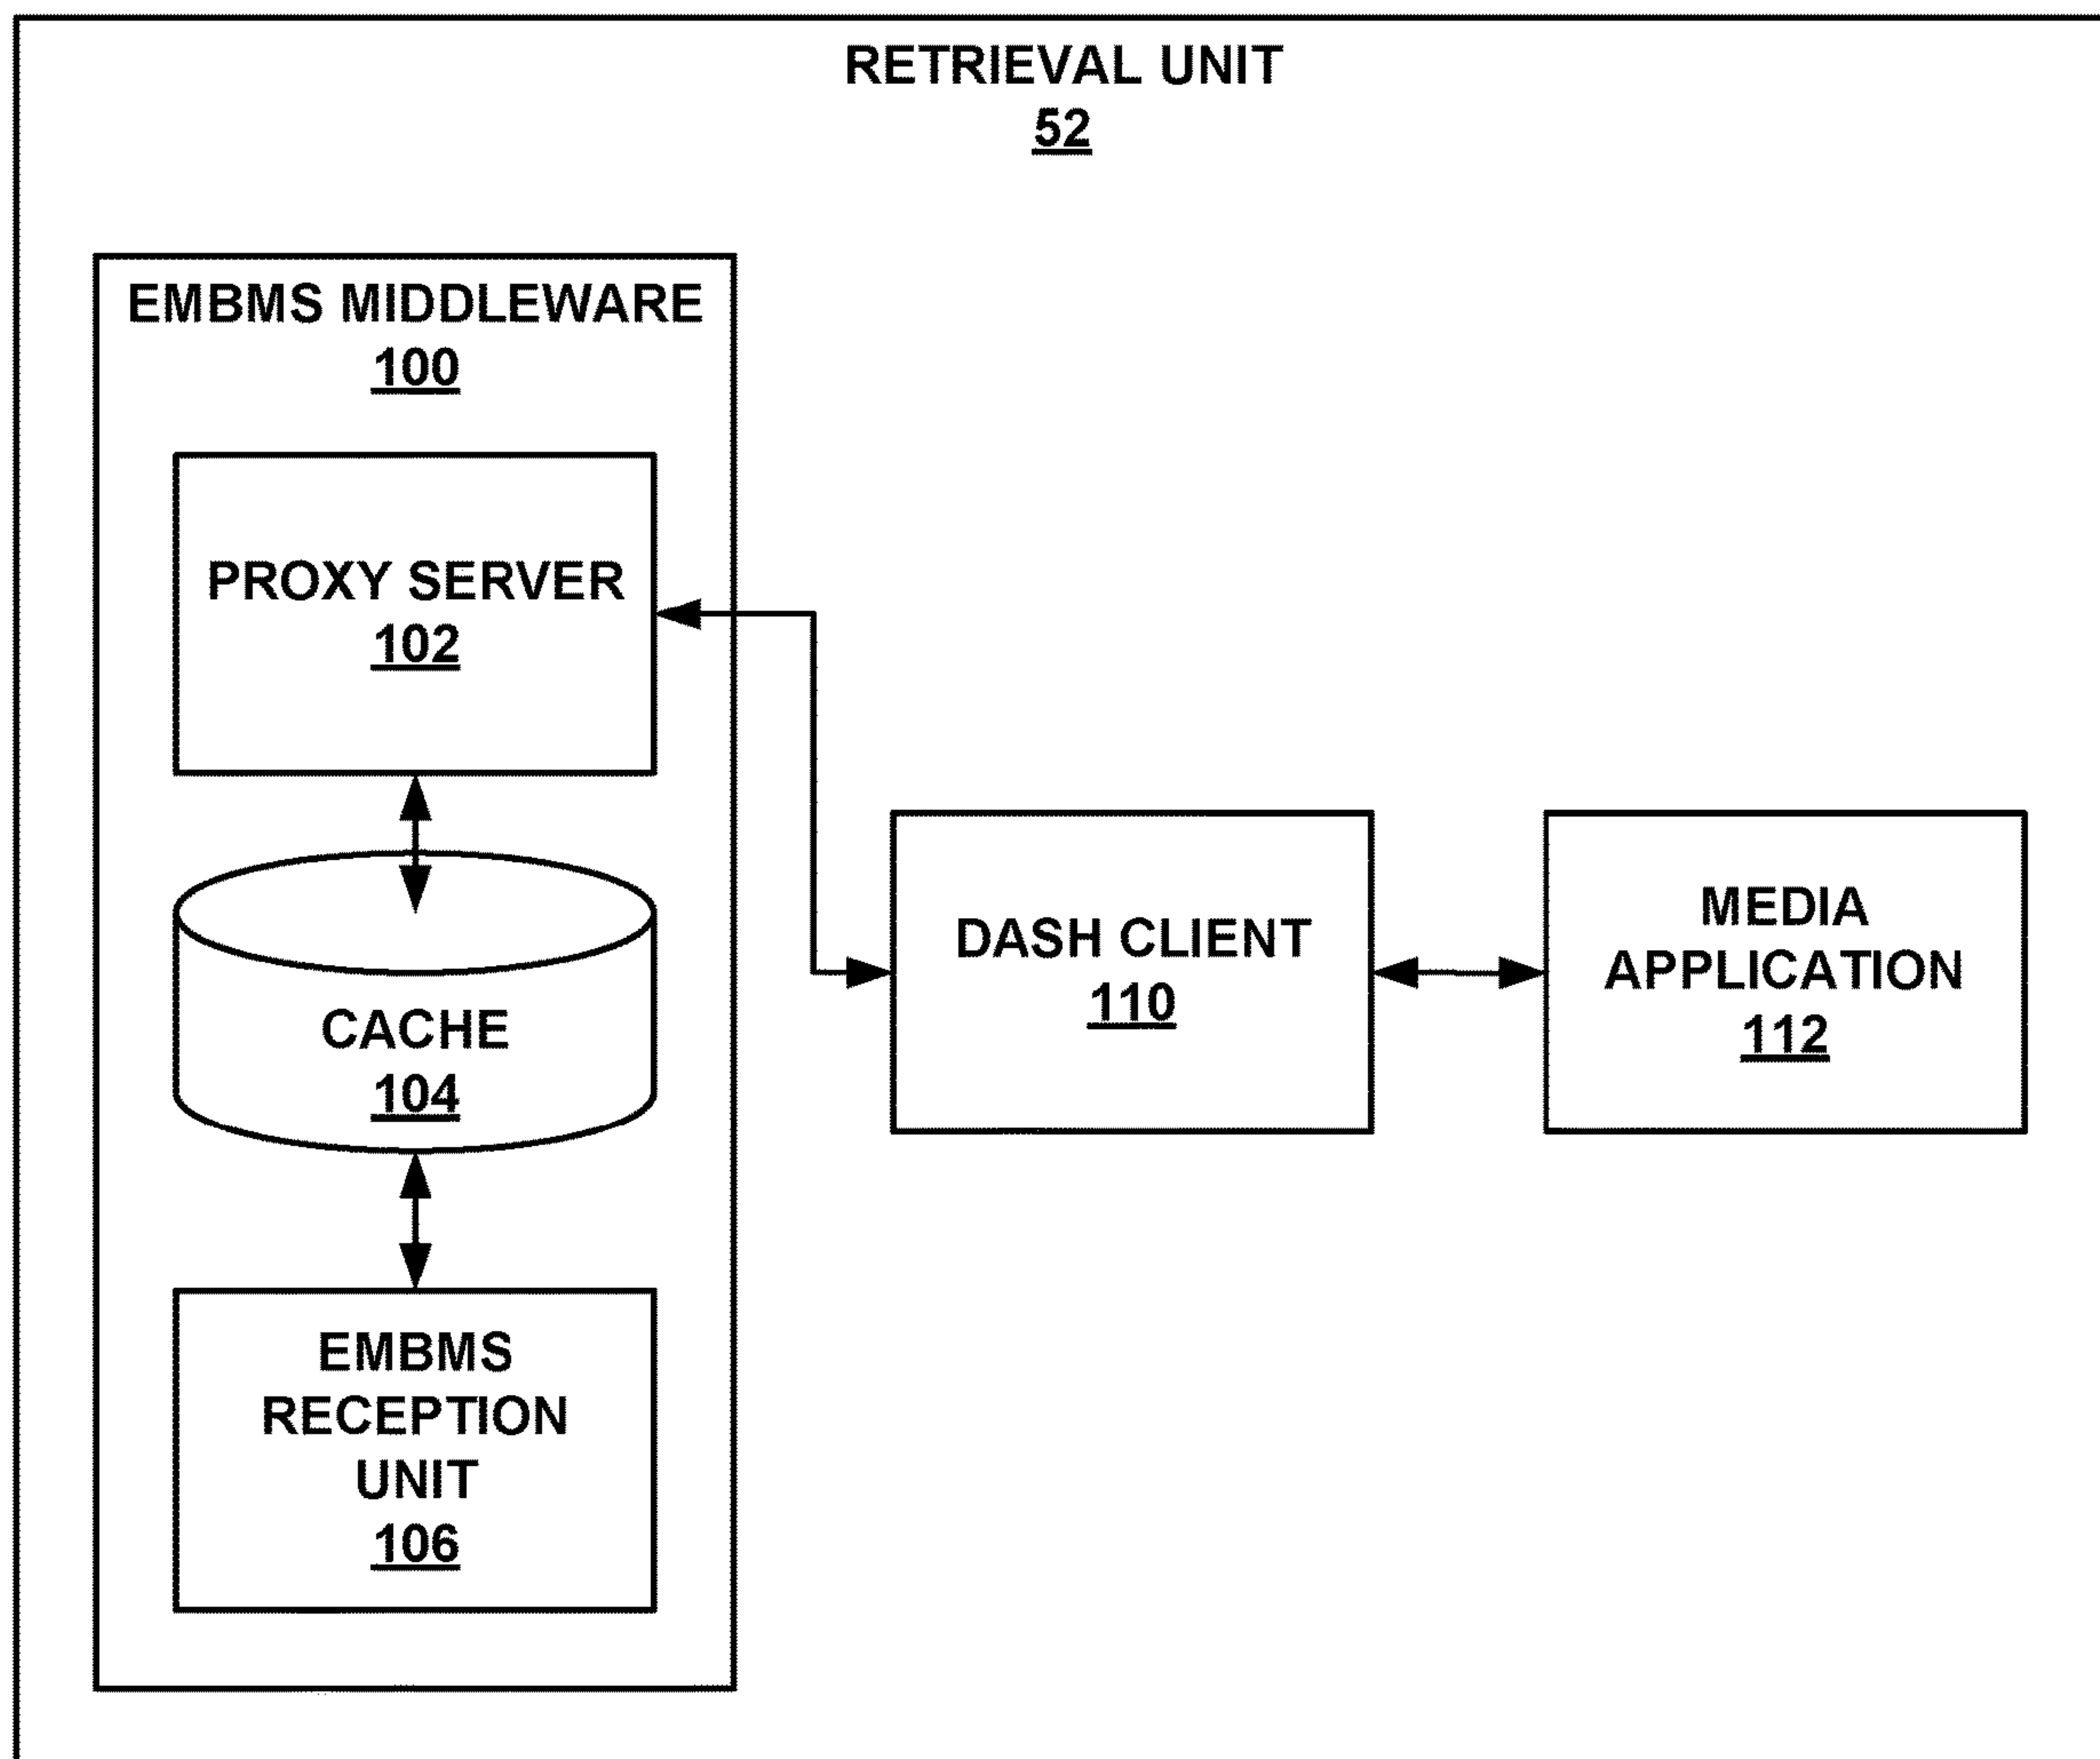 RETRIEVAL UNIT
52
EMBMS MIDDLEWARE
100
PROXY SERVER
102
CACHE
104
EMBMS
RECEPTION
UNIT
106
DASH CLIENT
110
MEDIA
APPLICATION
112